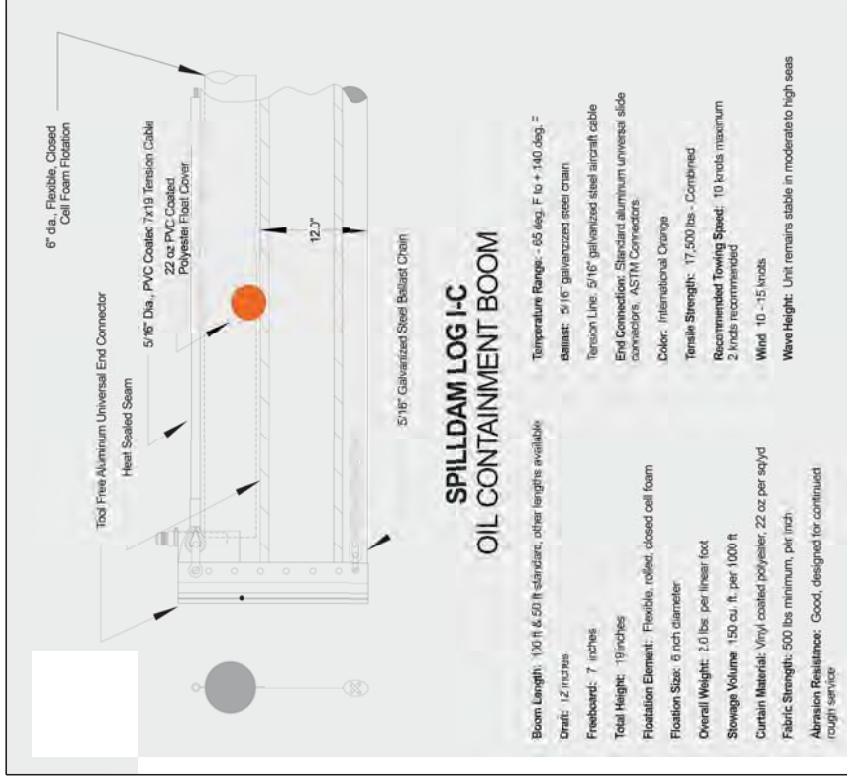 6" da., Flexible, Closed
Cell Foam Flotation
Tool Free Aluminum Universal End Connector
Heat Sealed Seam
5/16" Dia., PVC Coated 7x19 Tension Cable
22 oz PVC Coated
Polyester Float Cover
12.0"
5/16" Galvanized Steel Ballast Chain
SPILLDAM LOG I-C
OIL CONTAINMENT BOOM
Boom Length: 100 ft & 50 ft standard, other lengths available
Draft: 12 inches
Freeboard: 7 inches
Total Height: 19 inches
Floatation Element: Flexible, rolled, closed cell foam
Floation Size: 6 nch diameter
Overall Weight: 2.0 lbs. per linear foot
Stowage Volume 150 cu. ft. per 1000 ft
Curtain Material: Vinyl coated polyester, 22 oz per sq/yd
Fabric Strength: 500 lbs minimum, per inch
Abrasion Resistance: Good, designed for continued
rough service
Temperature Range: - 65 deg. F to + 140 deg. F
Ballast: 5/16" galvanized steel chain
Tension Line: 5/16" galvanized steel aircraft cable
End Connection: Standard aluminum universal slide
connectors, ASTM Connectors
Color: International Orange
Tensile Strength: 17,500 lbs - Combined
Recommended Towing Speed: 10 knots maximum
2 knots recommended
Wind 10 - 15 knots
Wave Height: Unit remains stable in moderate to high seas